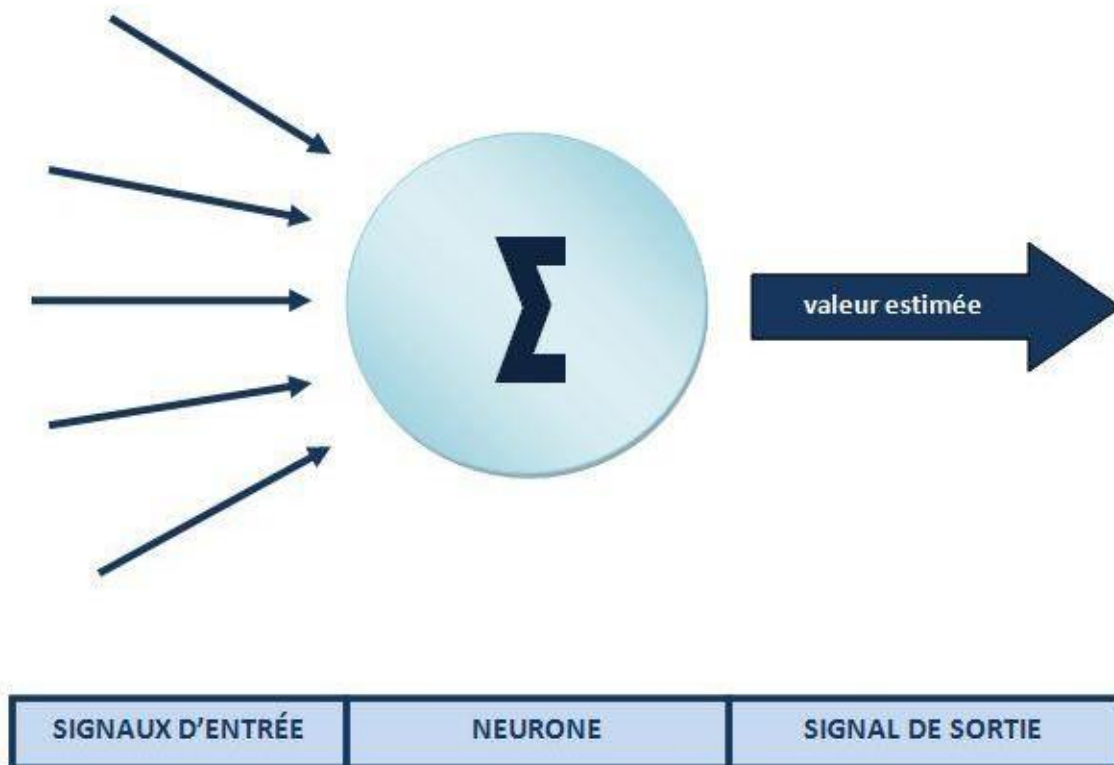 Σ
valeur estimée
SIGNAUX D'ENTRÉE
NEURONE
SIGNAL DE SORTIE